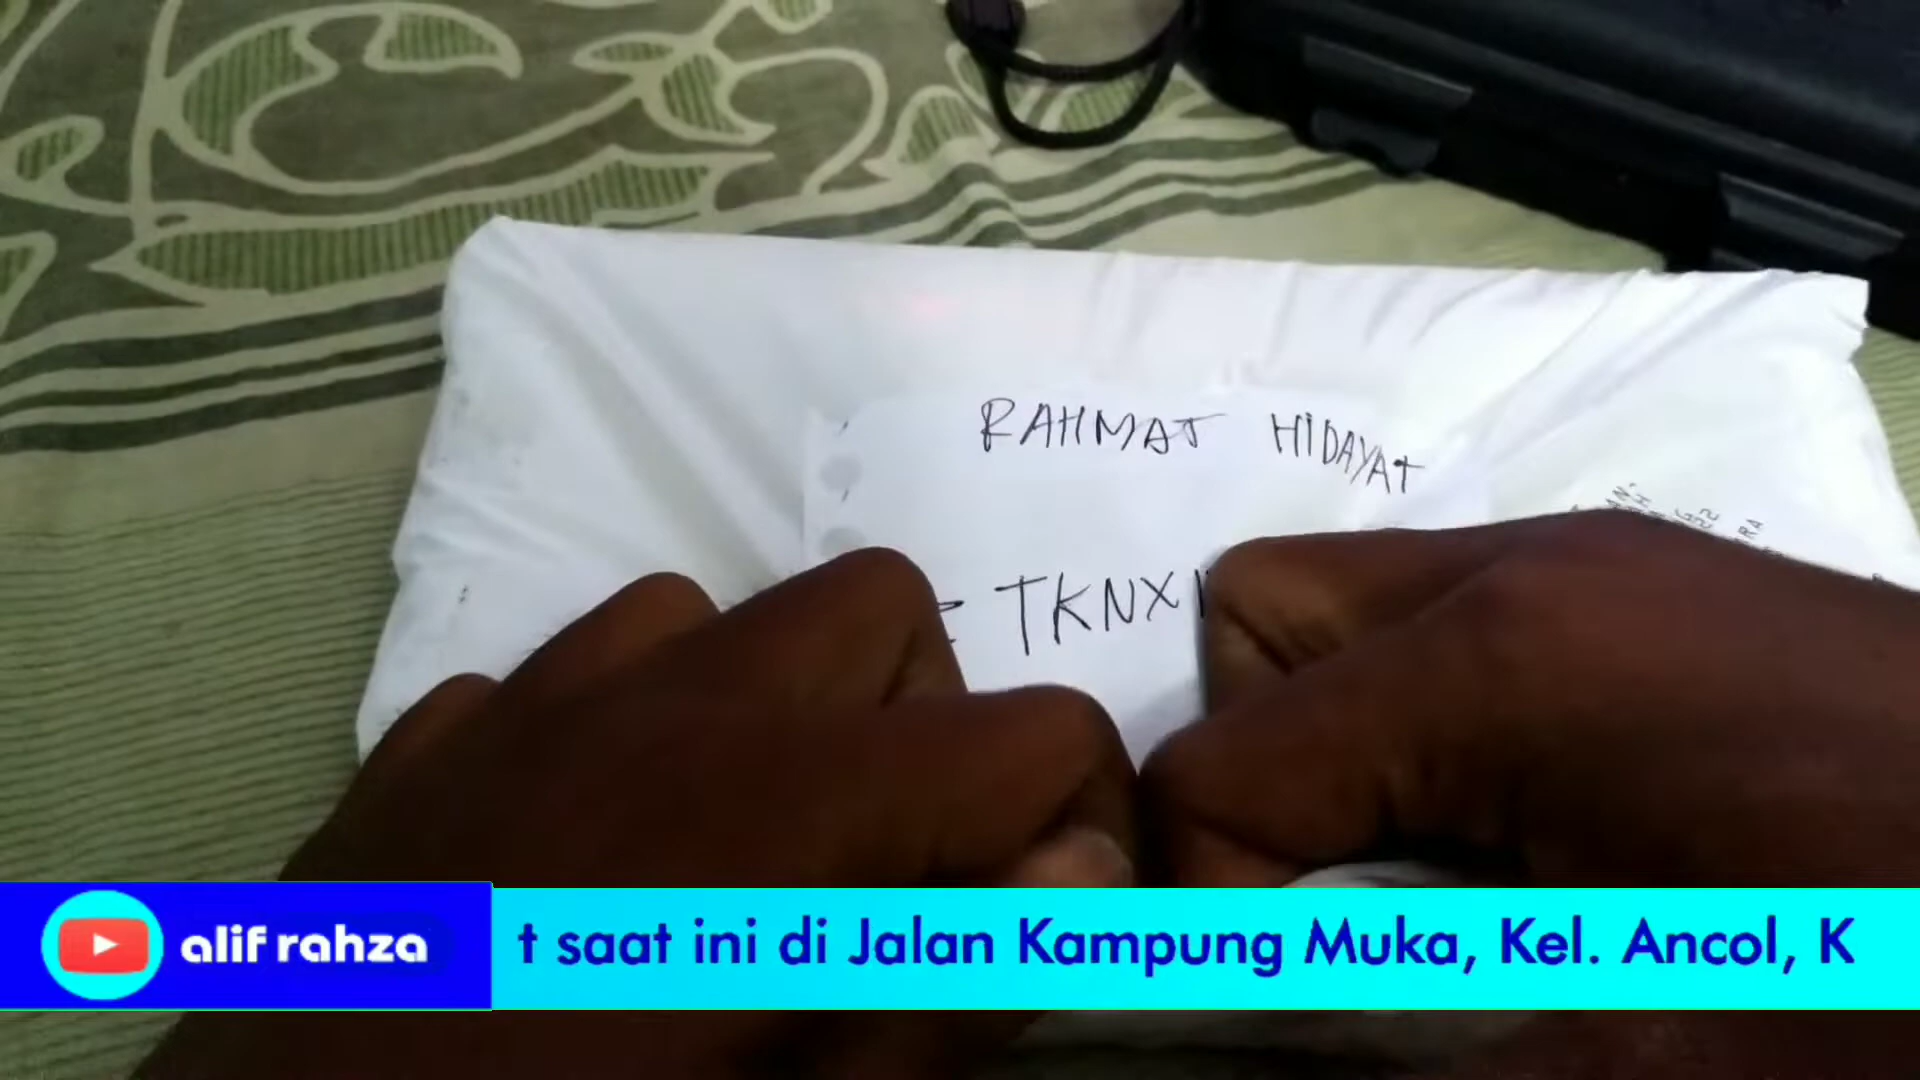 RAHMAT HIDAYAT
TKNX
alif rahza
t saat ini di Jalan Kampung Muka, Kel. Ancol, K